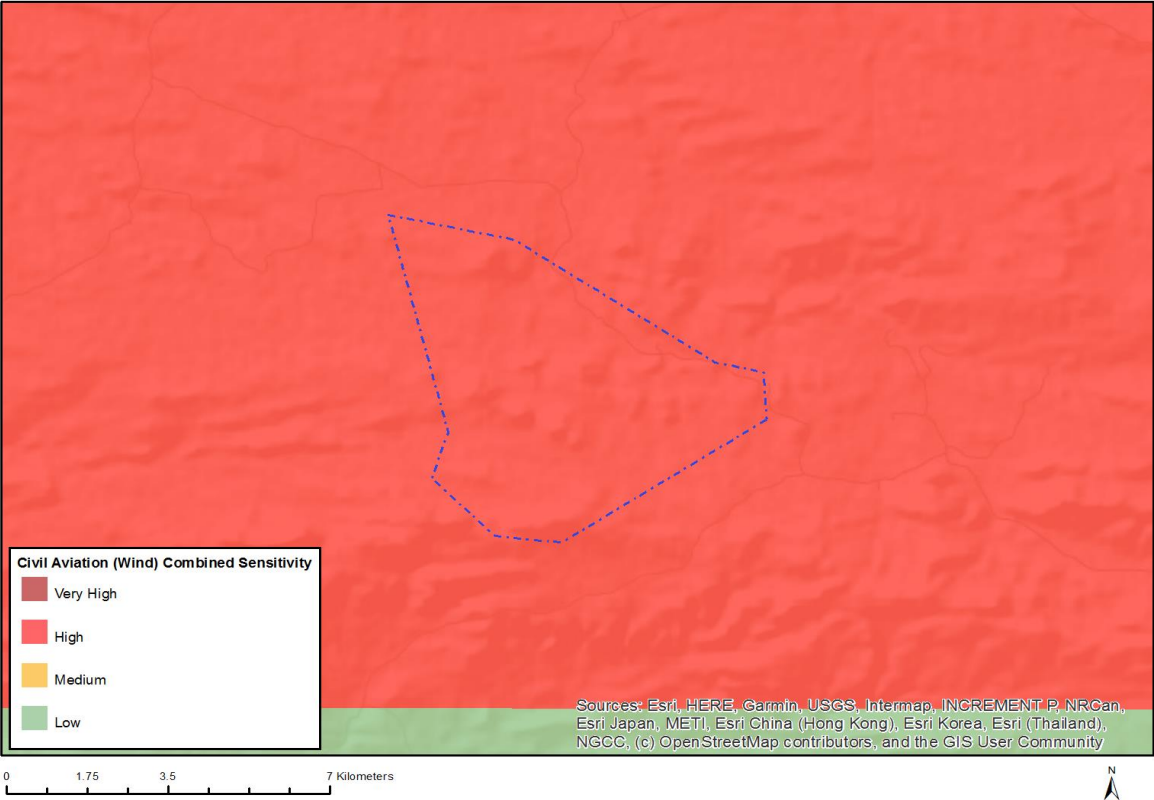 Civil Aviation (Wind) Combined Sensitivity
Very High
High
Medium
Low
Sources: Esri, HERE, Garmin, USGS, Intermap, INCREMENT P, NRCan,
Esri Japan, METI, Esri China (Hong Kong), Esri Korea, Esri (Thailand),
NGCC, (c) OpenStreetMap contributors, and the GIS User Community
0 1.75 3.5 7 Kilometers
N